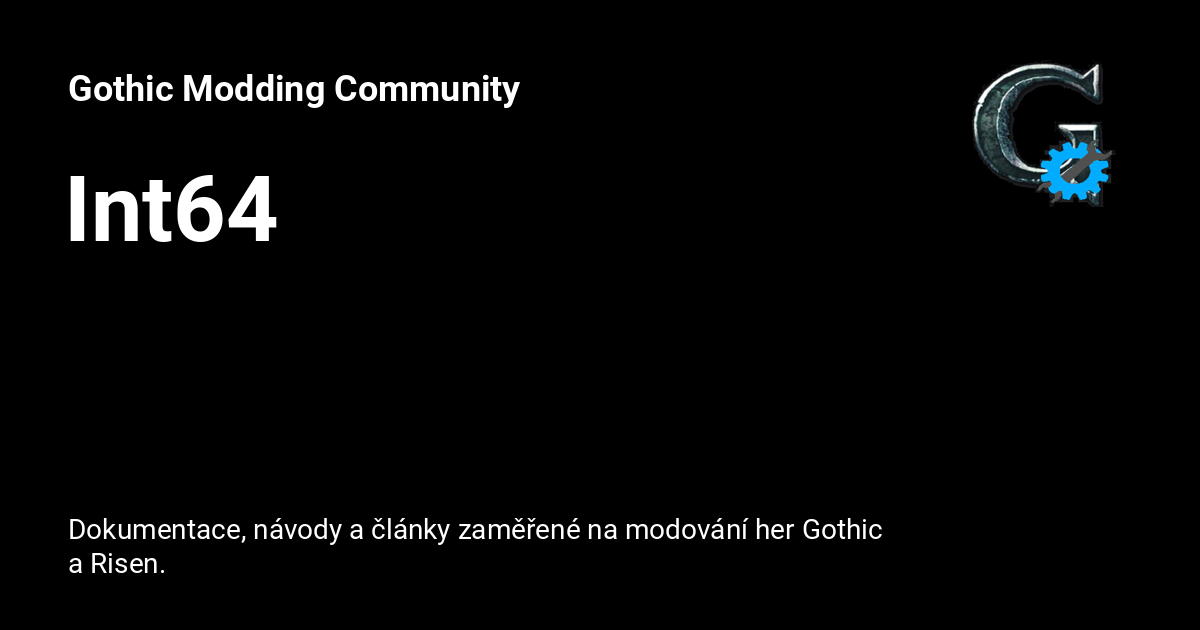 Gothic Modding Community
Int64
Dokumentace, návody a články zaměřené na modování her Gothic
a Risen.